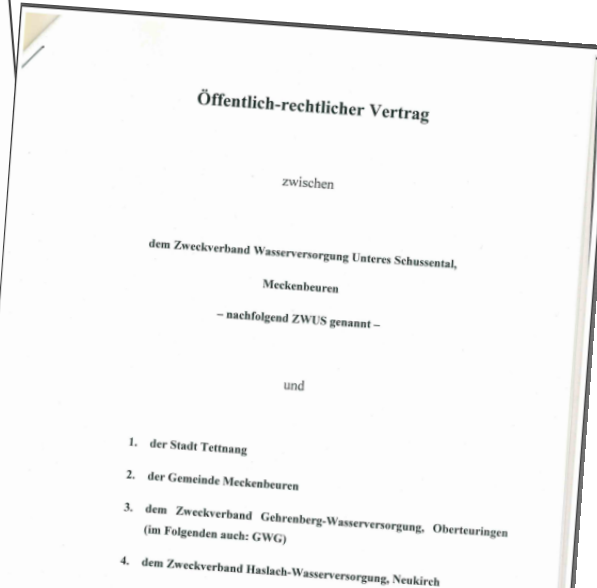 Öffentlich-rechtlicher Vertrag
zwischen
dem Zweckverband Wasserversorgung Unteres Schussental,
Meckenbeuren
– nachfolgend ZWUS genannt –
und
1. der Stadt Tettnang
2. der Gemeinde Meckenbeuren
3. dem Zweckverband Gehrenberg-Wasserversorgung, Oberteuringen
(im Folgenden auch: GWG)
4. dem Zweckverband Haslach-Wasserversorgung, Neukirch